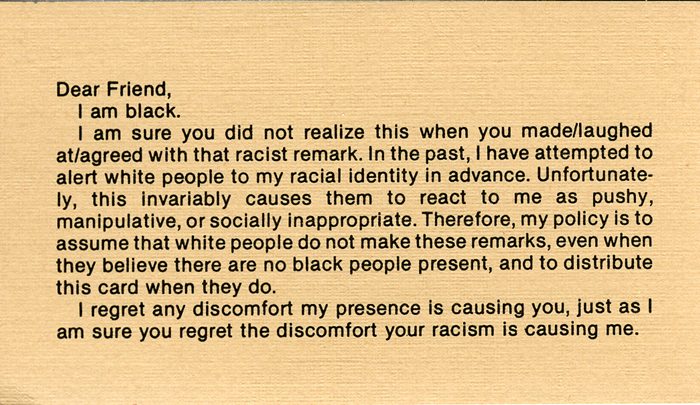 Dear Friend,
I am black.
I am sure you did not realize this when you made/laughed
at/agreed with that racist remark. In the past, I have attempted to
alert white people to my racial identity in advance. Unfortunate-
ly, this invariably causes them to react to me as pushy,
manipulative, or socially inappropriate. Therefore, my policy is to
assume that white people do not make these remarks, even when
they believe there are no black people present, and to distribute
this card when they do.
I regret any discomfort my presence is causing you, just as I
am sure you regret the discomfort your racism is causing me.